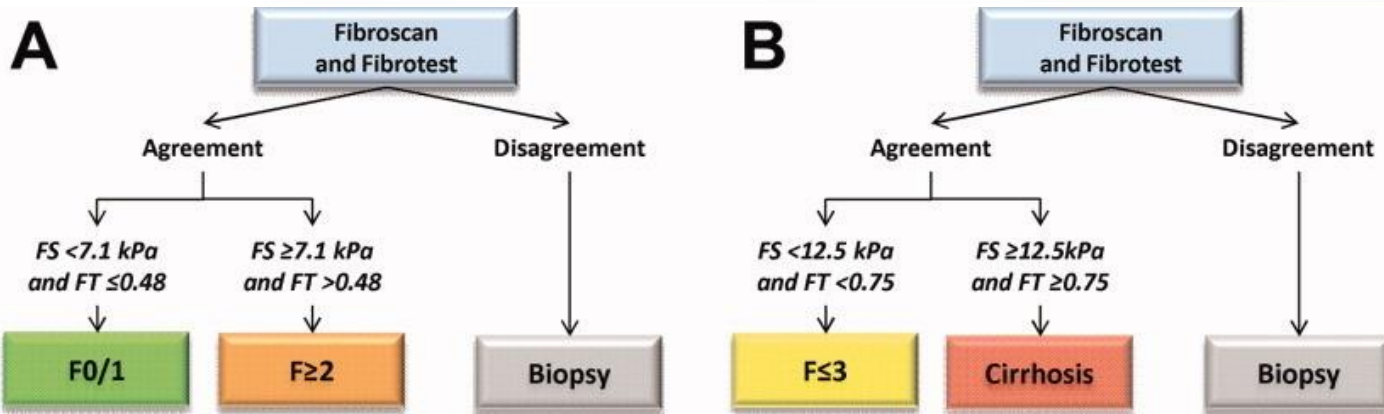 A
Fibroscan
and Fibrotest
Agreement
Disagreement
FS <7.1 kPa
and FT ≤0.48
FS ≥7.1 kPa
and FT >0.48
F0/1
F≥2
Biopsy
B
Fibroscan
and Fibrotest
Agreement
Disagreement
FS <12.5 kPa
and FT <0.75
FS ≥12.5kPa
and FT ≥0.75
F≤3
Cirrhosis
Biopsy